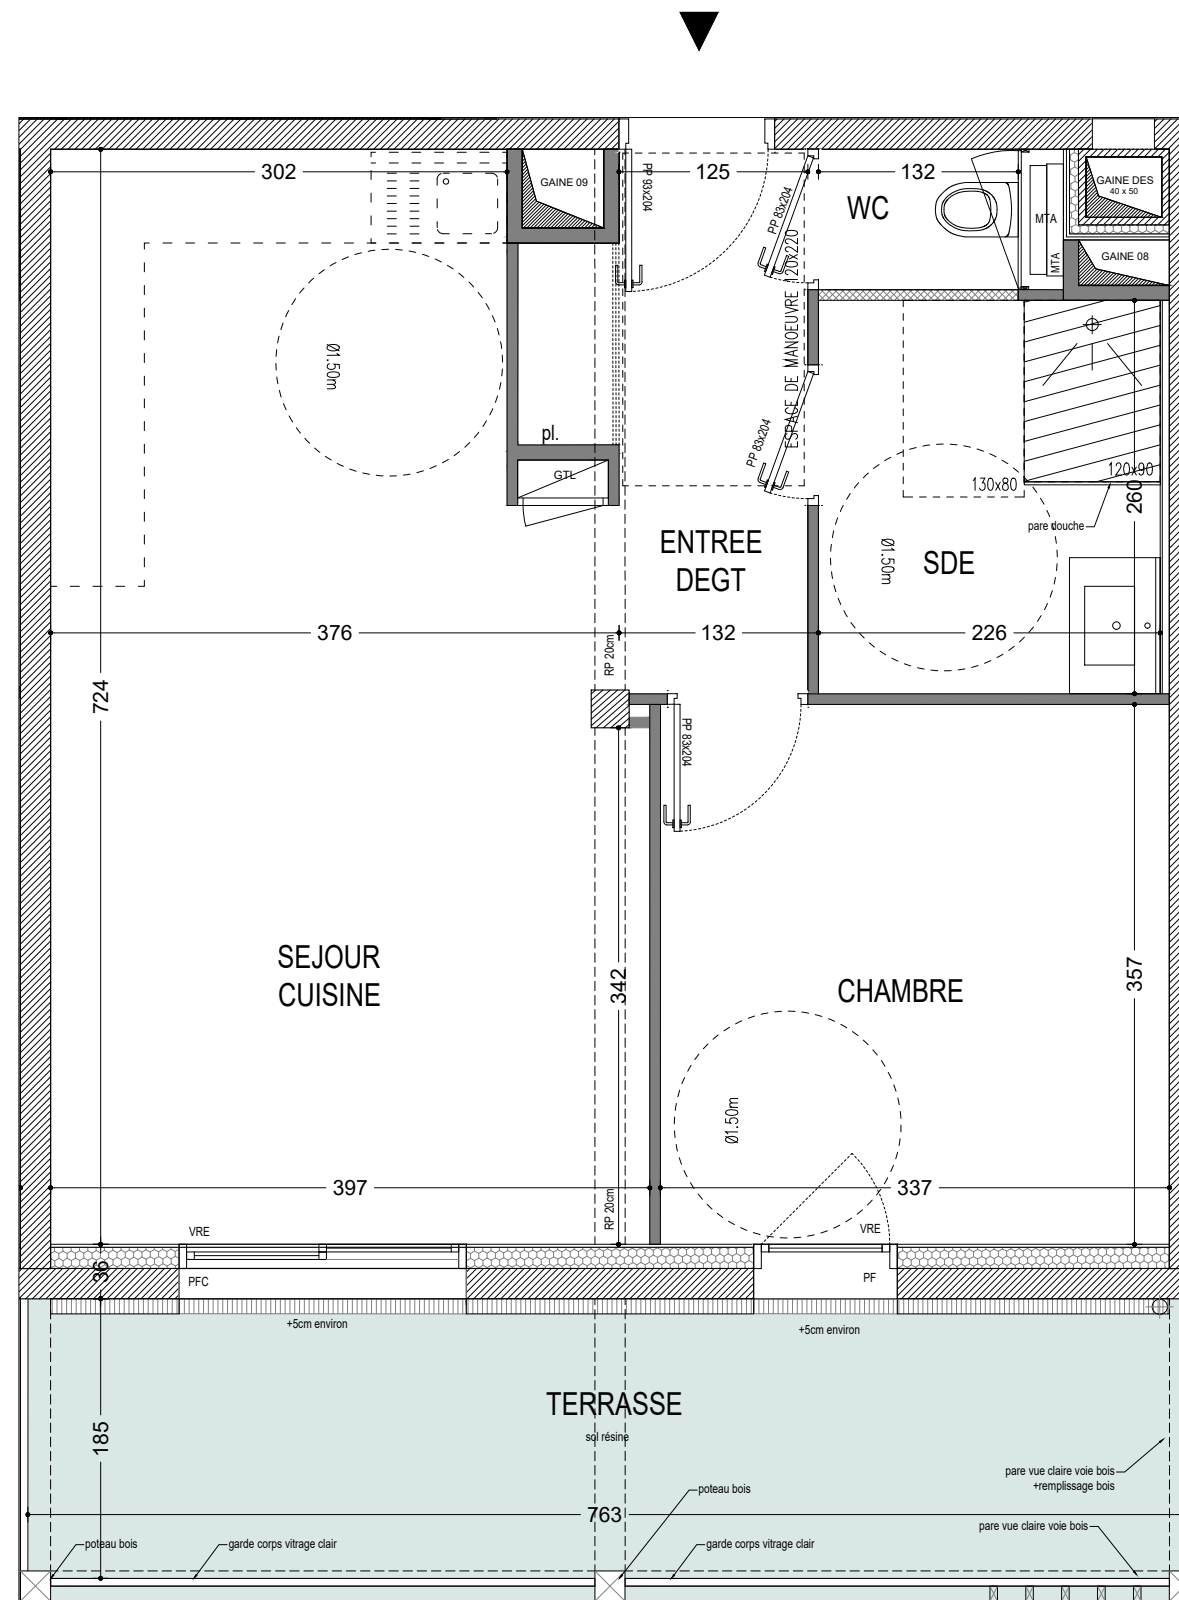 302
GAINE 09
PP 93x204
125
PP 83x204
132
WC
MTA
MTA
GAINE DES
40 x 50
GAINE 08
Ø1.50m
ESPACE DE MANOEUVRE 120x220
pl.
GTL
PP 83x204
130x80
120x90
260
pare douche
ENTREE
DEGT
Ø1.50m
SDE
376
RP 20cm
132
226
724
PP 83x204
SEJOUR
CUISINE
342
CHAMBRE
357
Ø1.50m
397
RP 20cm
337
VRE
VRE
36
PFC
PF
+5cm environ
+5cm environ
TERRASSE
sol résine
185
pare vue claire voie bois
+remplissage bois
poteau bois
763
pare vue claire voie bois
poteau bois
garde corps vitrage clair
garde corps vitrage clair